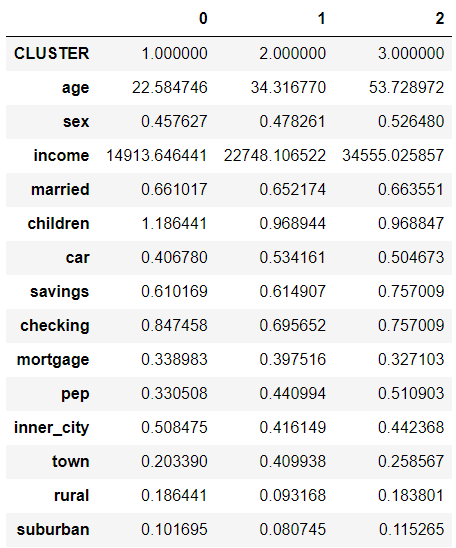 0 1 2
CLUSTER 1.000000 2.000000 3.000000
age 22.584746 34.316770 53.728972
sex 0.457627 0.478261 0.526480
income 14913.646441 22748.106522 34555.025857
married 0.661017 0.652174 0.663551
children 1.186441 0.968944 0.968847
car 0.406780 0.534161 0.504673
savings 0.610169 0.614907 0.757009
checking 0.847458 0.695652 0.757009
mortgage 0.338983 0.397516 0.327103
pep 0.330508 0.440994 0.510903
inner_city 0.508475 0.416149 0.442368
town 0.203390 0.409938 0.258567
rural 0.186441 0.093168 0.183801
suburban 0.101695 0.080745 0.115265